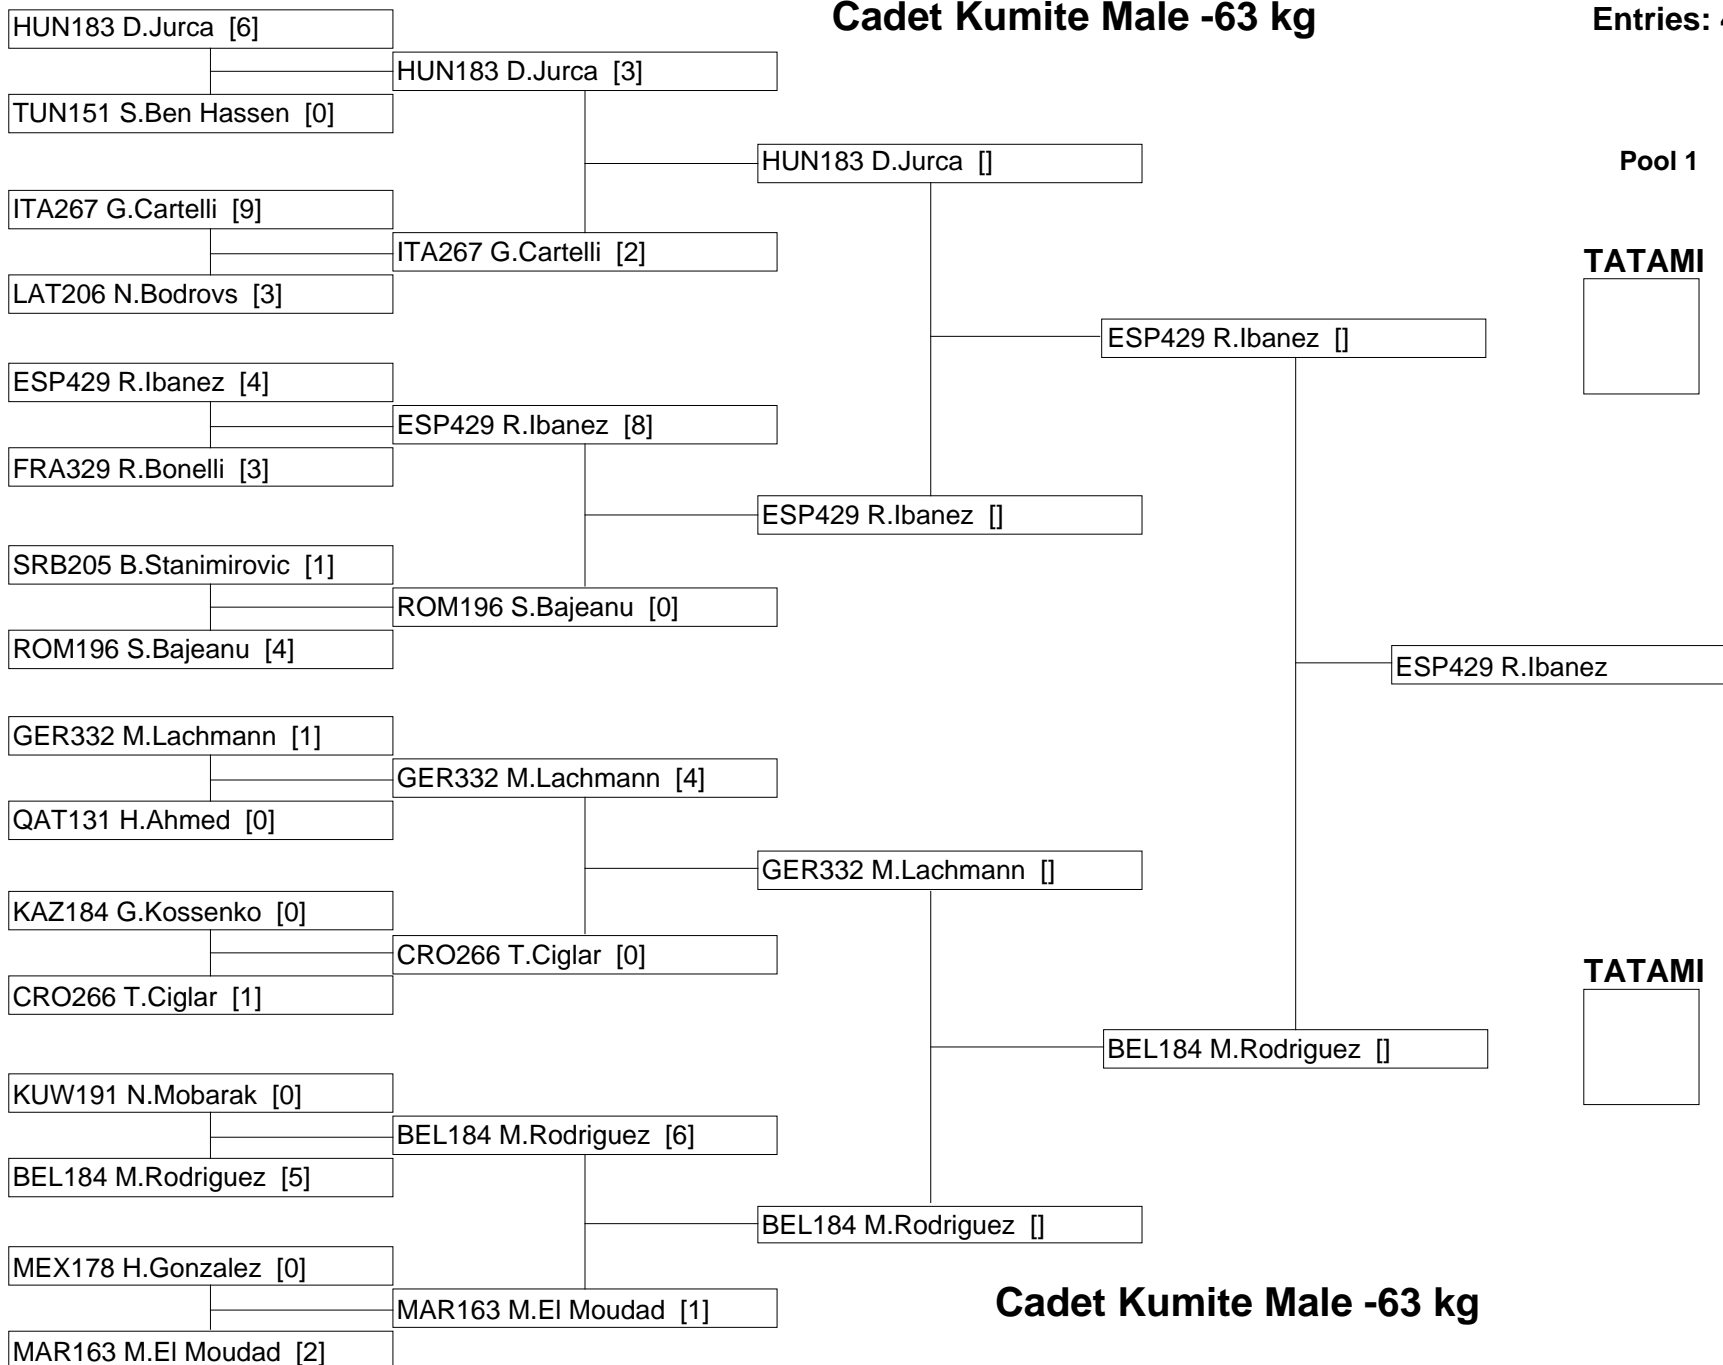 Cadet Kumite Male -63 kg
Entries: 4
HUN183 D.Jurca [6]
HUN183 D.Jurca [3]
TUN151 S.Ben Hassen [0]
HUN183 D.Jurca []
Pool 1
ITA267 G.Cartelli [9]
ITA267 G.Cartelli [2]
LAT206 N.Bodrovs [3]
TATAMI
ESP429 R.Ibanez []
ESP429 R.Ibanez [4]
ESP429 R.Ibanez [8]
FRA329 R.Bonelli [3]
ESP429 R.Ibanez []
SRB205 B.Stanimirovic [1]
ROM196 S.Bajeanu [0]
ROM196 S.Bajeanu [4]
ESP429 R.Ibanez
GER332 M.Lachmann [1]
GER332 M.Lachmann [4]
QAT131 H.Ahmed [0]
GER332 M.Lachmann []
KAZ184 G.Kossenko [0]
CRO266 T.Ciglar [0]
CRO266 T.Ciglar [1]
TATAMI
BEL184 M.Rodriguez []
KUW191 N.Mobarak [0]
BEL184 M.Rodriguez [6]
BEL184 M.Rodriguez [5]
BEL184 M.Rodriguez []
MEX178 H.Gonzalez [0]
MAR163 M.El Moudad [1]
MAR163 M.El Moudad [2]
Cadet Kumite Male -63 kg